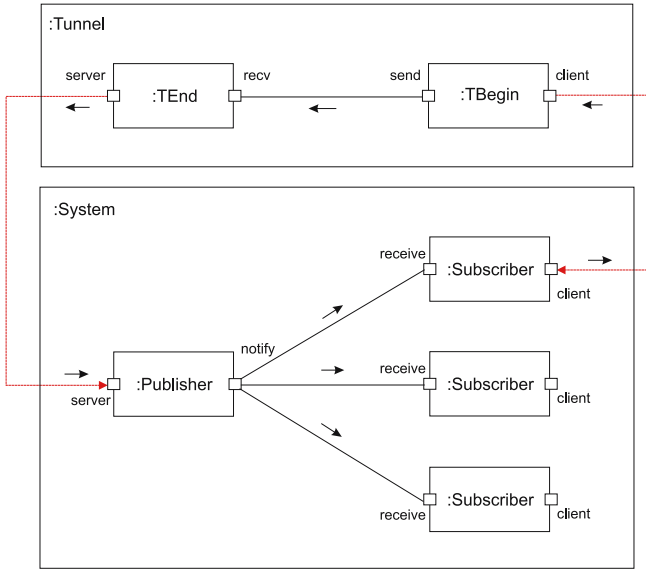 :Tunnel
server
recv
send
client
:TEnd
:TBegin
:System
receive
:Subscriber
client
notify
receive
:Publisher
:Subscriber
server
client
:Subscriber
receive
client